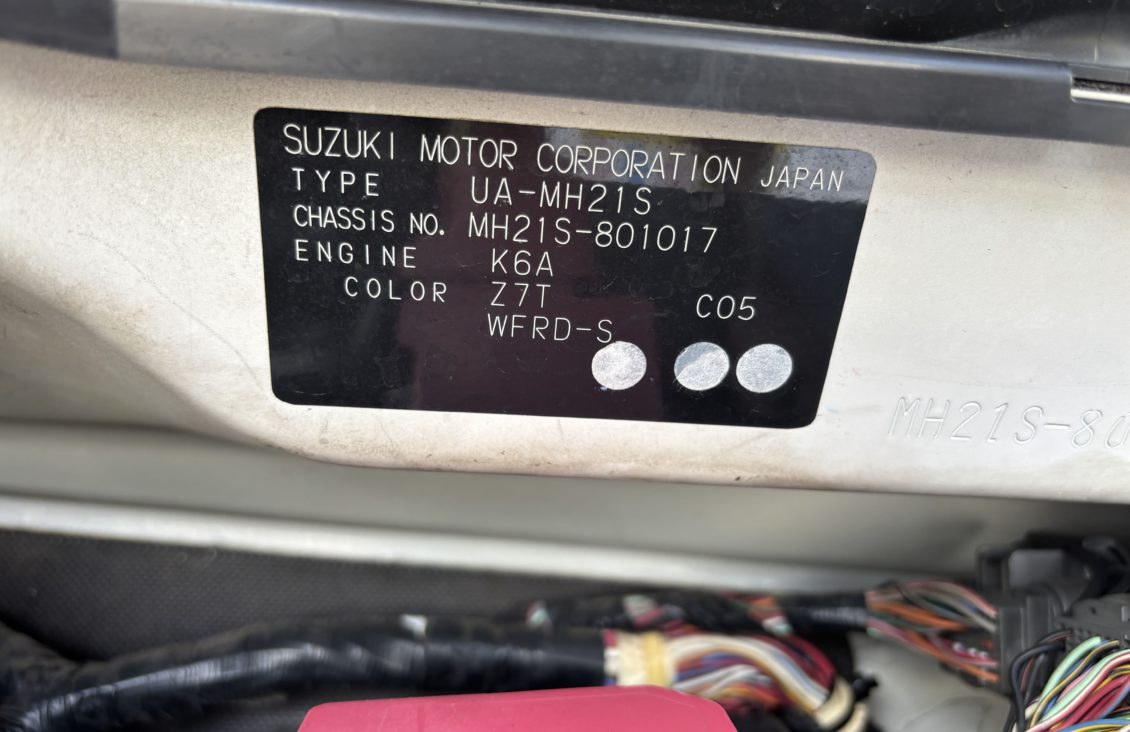 SUZUKI MOTOR CORPORATION JAPAN
TYPE UA-MH21S
CHASSIS NO. MH21S-801017
ENGINE K6A
COLOR Z7T C05
WFRD-S
MH21S-80